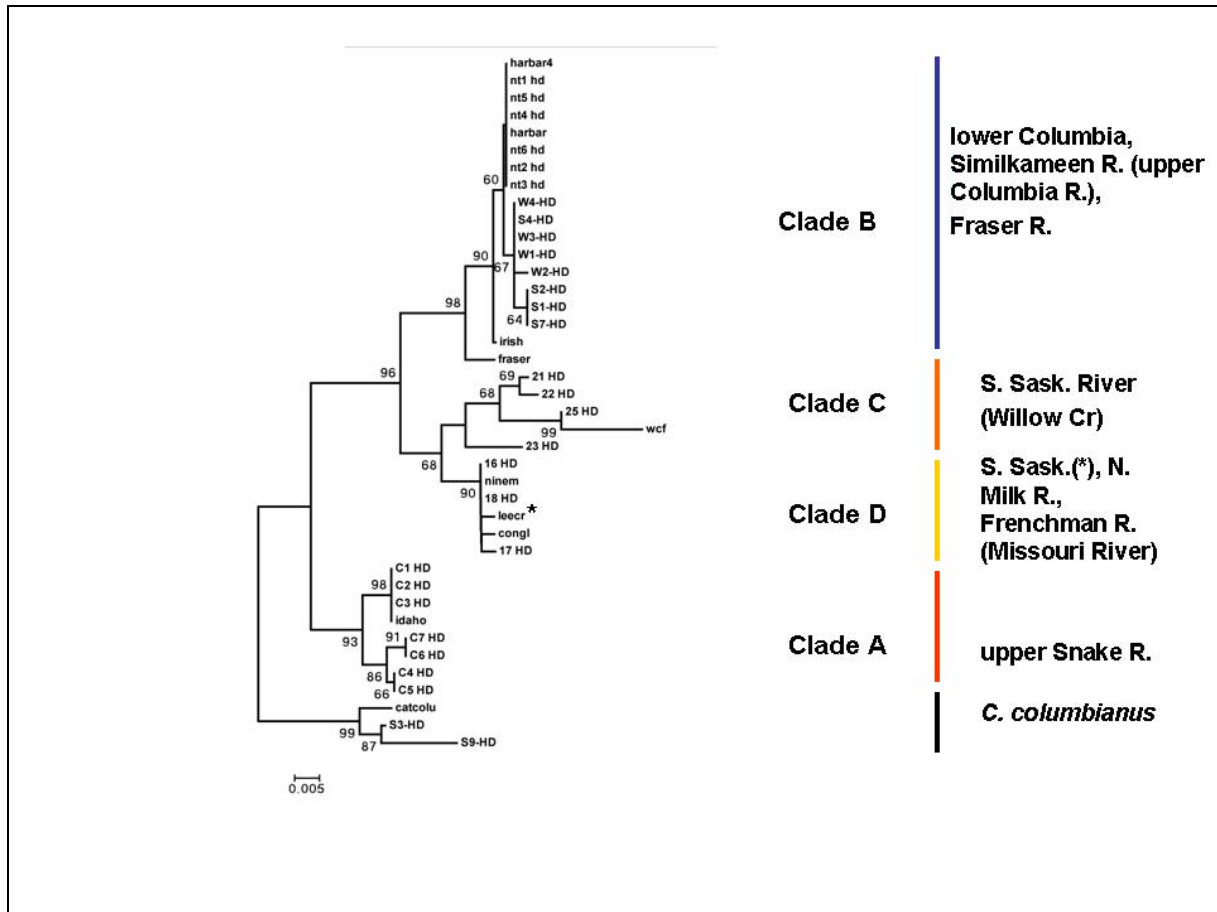 harbar4
nt1 hd
nt5 hd
nt4 hd
harbar
nt6 hd
nt2 hd
nt3 hd
60
W4-HD
S4-HD
W3-HD
W1-HD
W2-HD
90
67
S2-HD
S1-HD
S7-HD
64
98
irish
fraser
96
21 HD
69
22 HD
68
25 HD
wcf
99
23 HD
68
16 HD
ninem
18 HD
90
leecr *
congl
17 HD
C1 HD
C2 HD
C3 HD
idaho
98
93
91
C7 HD
C6 HD
C4 HD
C5 HD
86
66
catcolu
S3-HD
99
87
S9-HD
0.005
Clade B
lower Columbia,
Similkameen R. (upper
Columbia R.),
Fraser R.
Clade C
S. Sask. River
(Willow Cr)
Clade D
S. Sask.(*), N.
Milk R.,
Frenchman R.
(Missouri River)
Clade A
upper Snake R.
C. columbianus